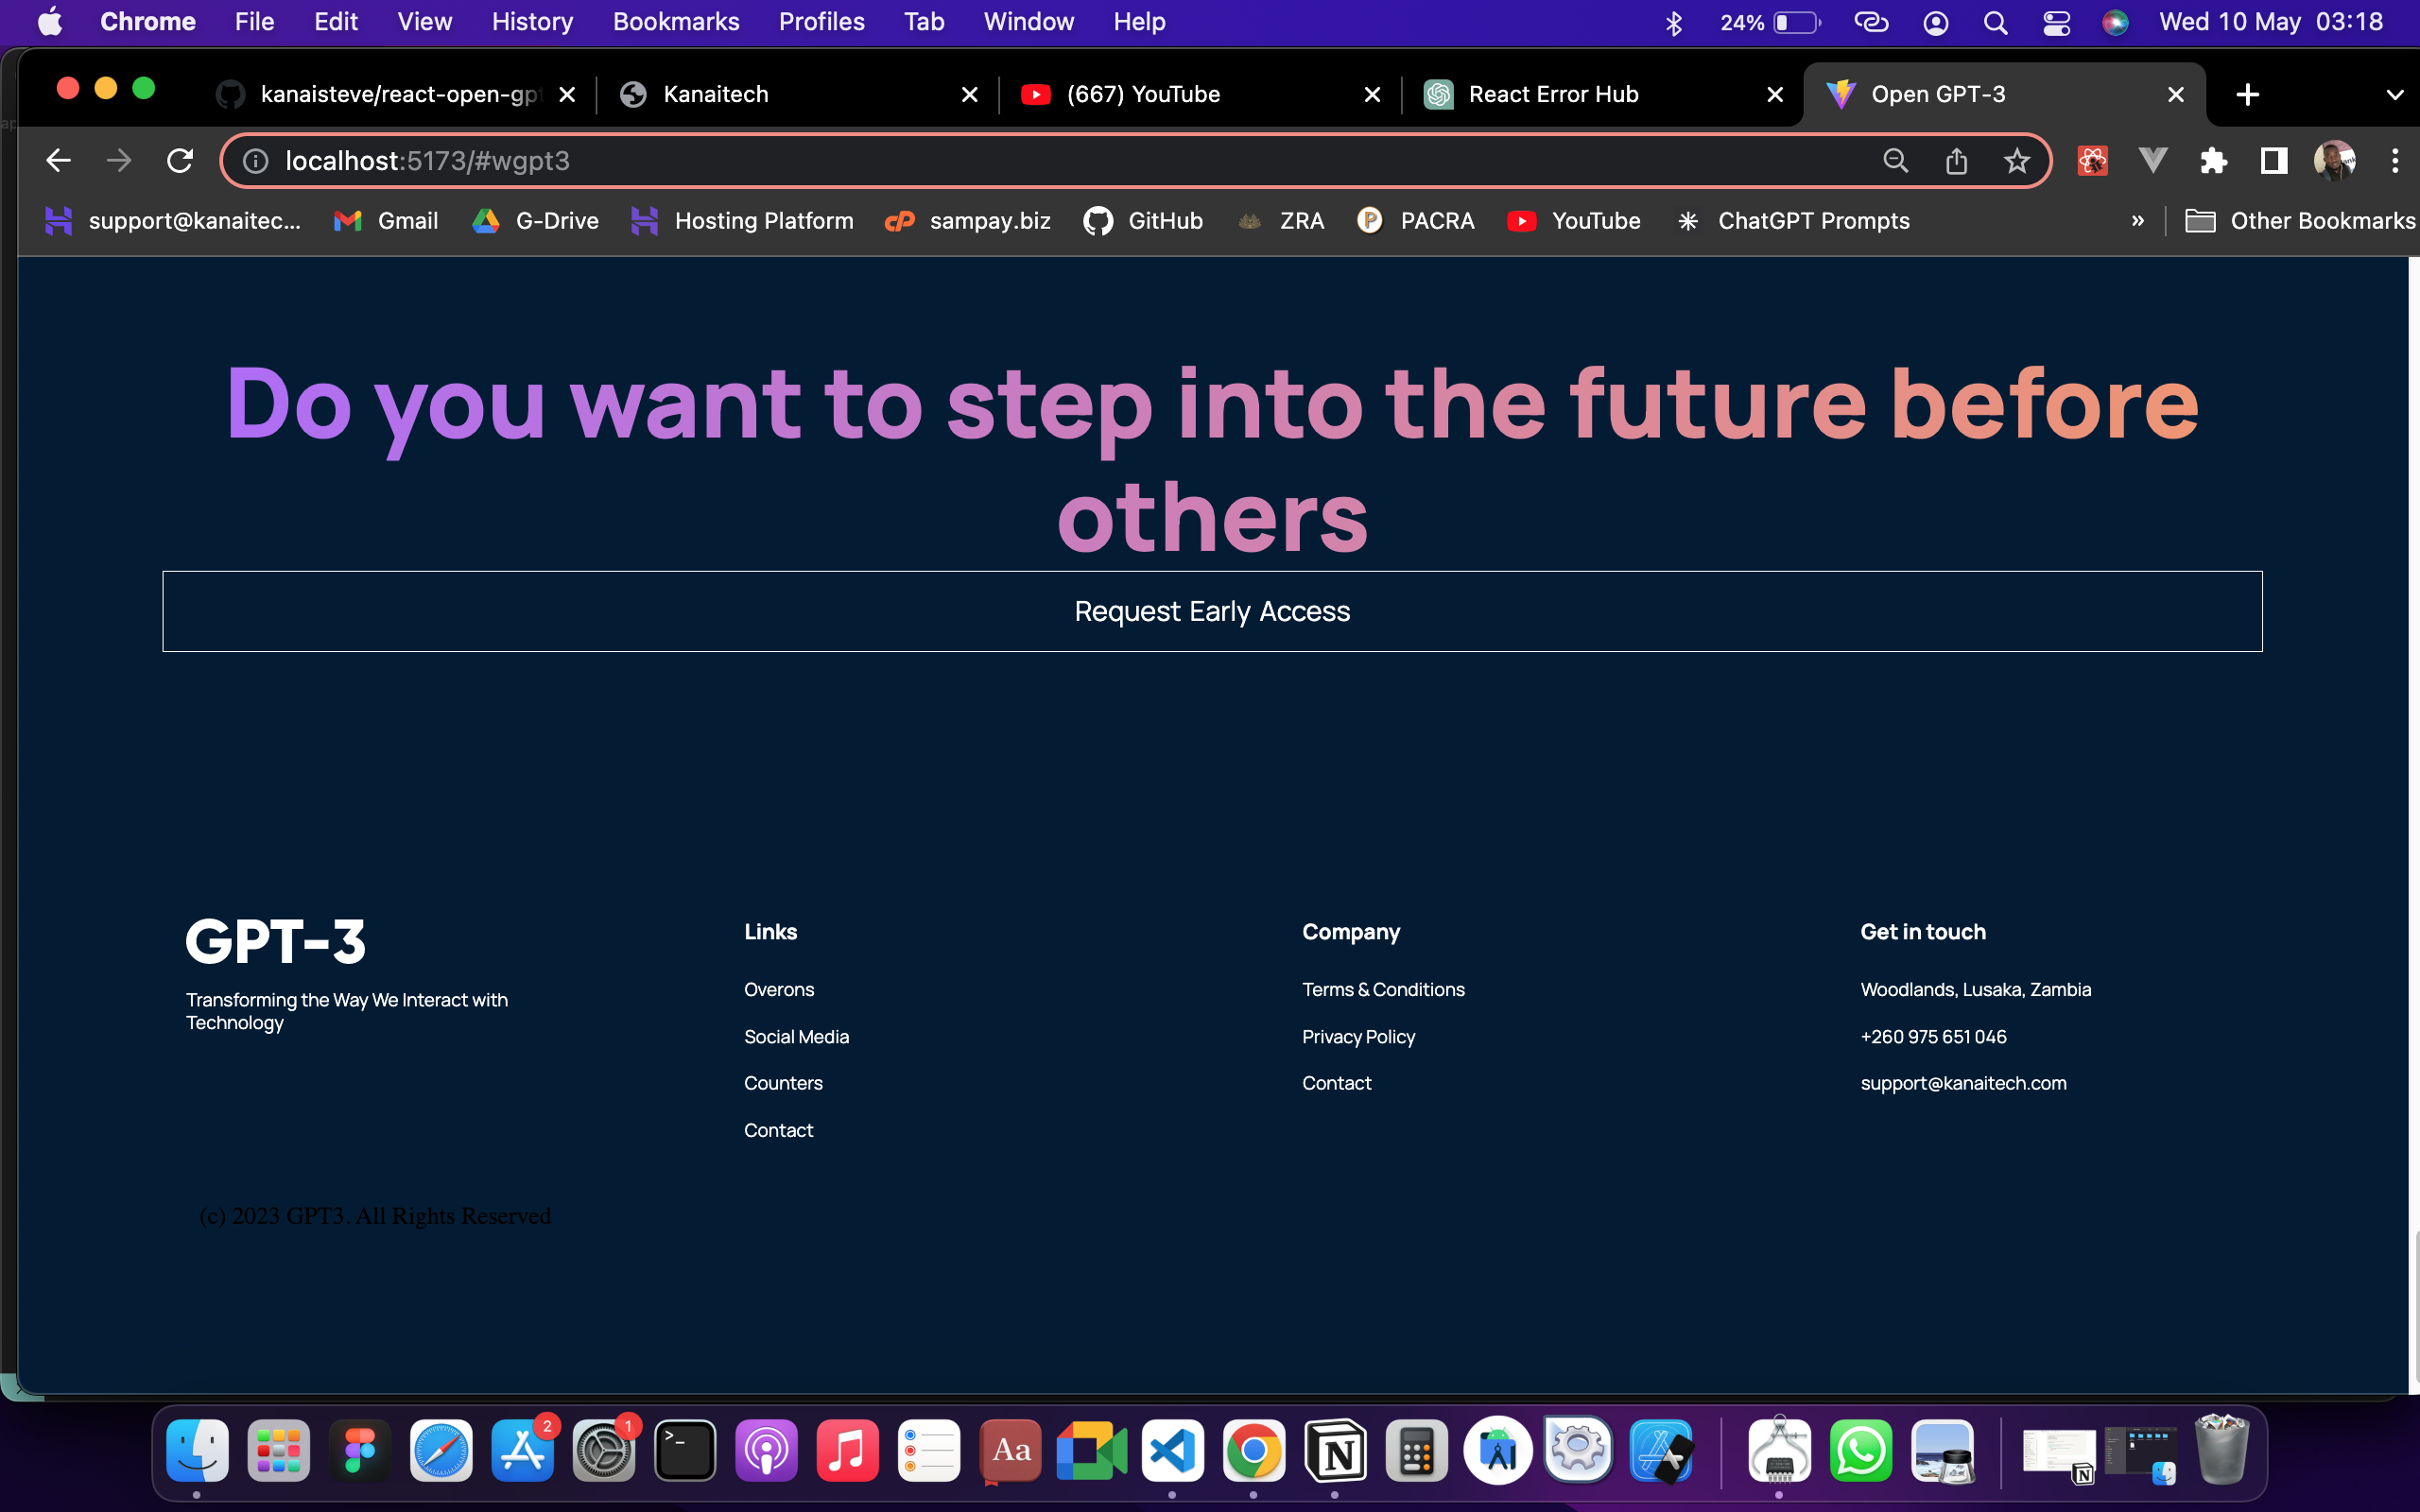 Chrome File Edit View History Bookmarks Profiles Tab Window Help 24% Wed 10 May 03:18
kanaisteve/react-open-gpt Kanaitech (667) YouTube React Error Hub Open GPT-3
localhost:5173/#wgpt3
support@kanaitec... Gmail G-Drive Hosting Platform sampay.biz GitHub ZRA PACRA YouTube ChatGPT Prompts » Other Bookmarks
Do you want to step into the future before
others
Request Early Access
GPT-3
Transforming the Way We Interact with
Technology
Links
Overons
Social Media
Counters
Contact
Company
Terms & Conditions
Privacy Policy
Contact
Get in touch
Woodlands, Lusaka, Zambia
+260 975 651 046
support@kanaitech.com
(c) 2023 GPT3. All Rights Reserved
2 1 Aa